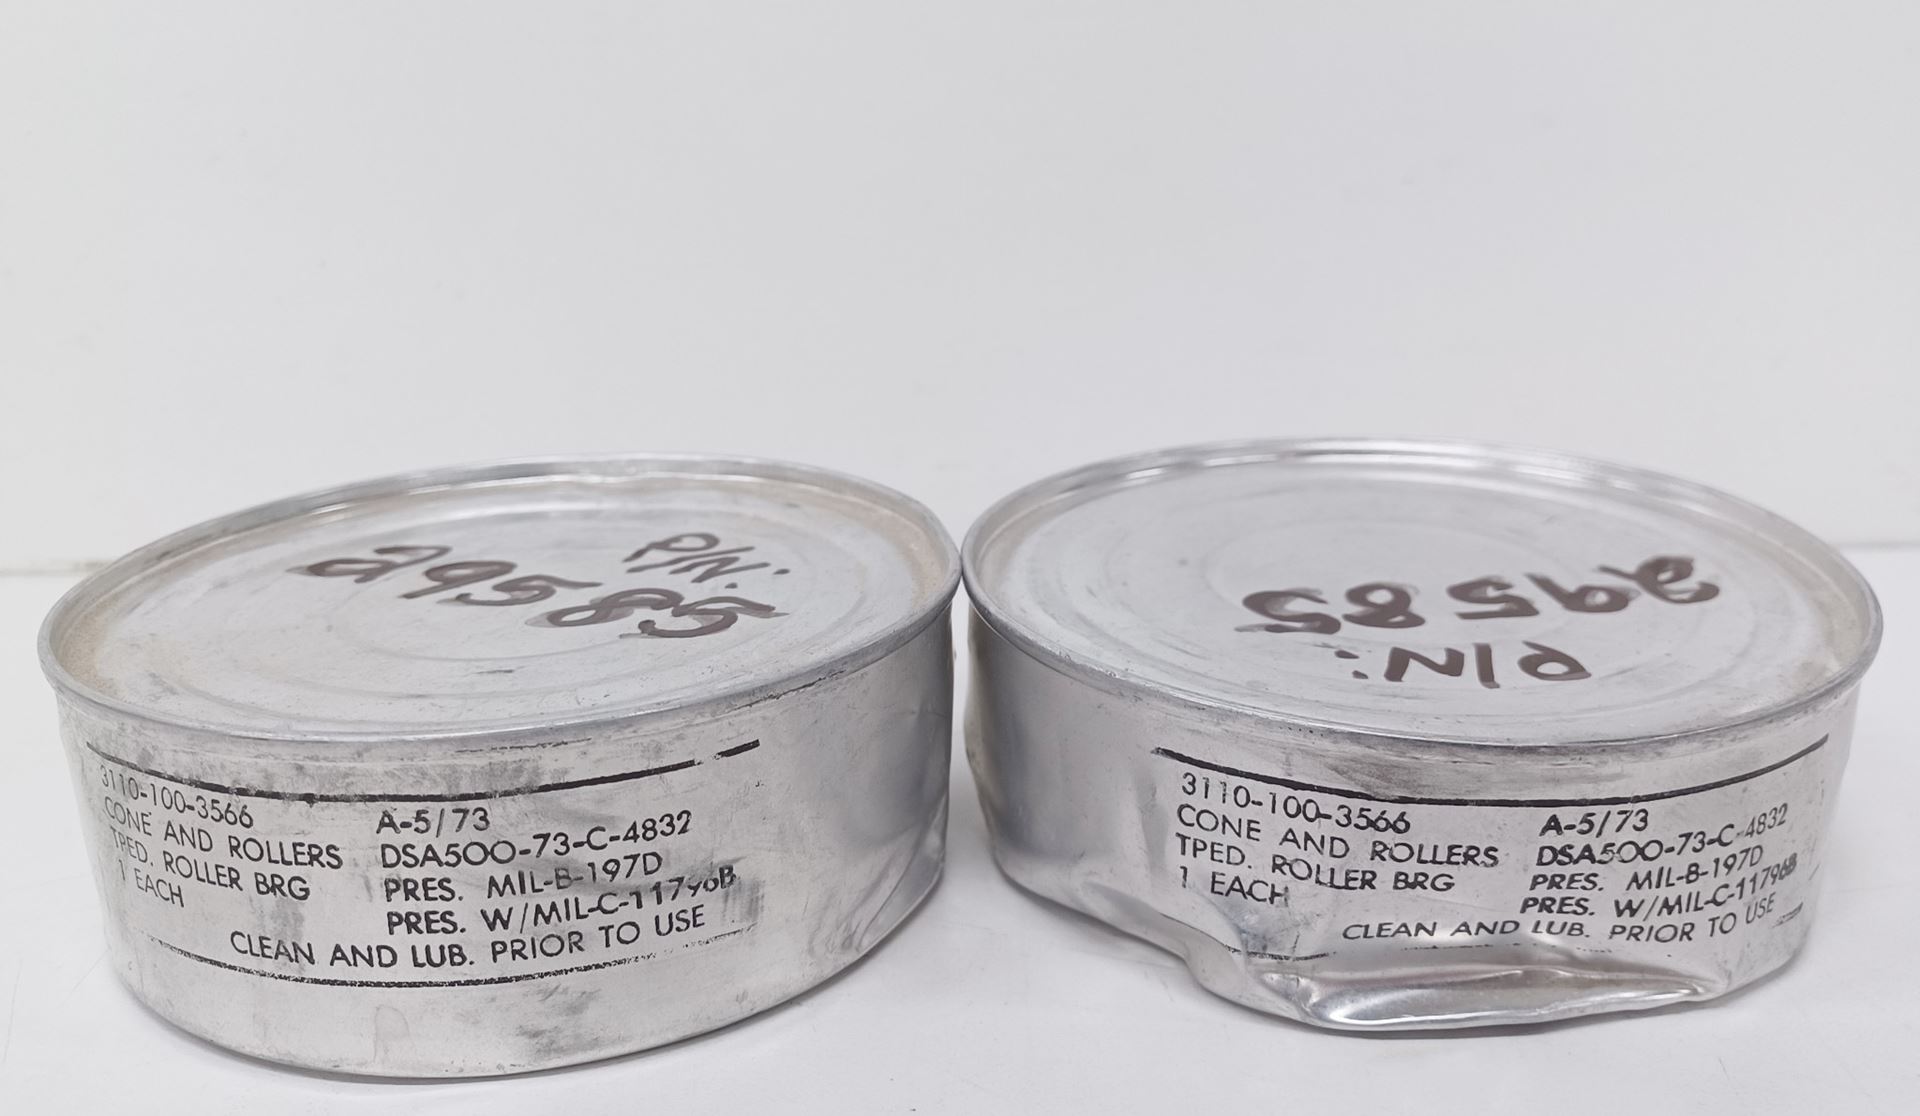 P/N:
29585
3110-100-3566
CONE AND ROLLERS
TPED. ROLLER BRG
1 EACH
A-5/73
DSA500-73-C-4832
PRES. MIL-B-197D
PRES. W/MIL-C-11796B
CLEAN AND LUB. PRIOR TO USE
P/N:
29585
3110-100-3566
CONE AND ROLLERS
TPED. ROLLER BRG
1 EACH
A-5/73
DSA500-73-C-4832
PRES. MIL-B-197D
PRES. W/MIL-C-11796B
CLEAN AND LUB. PRIOR TO USE